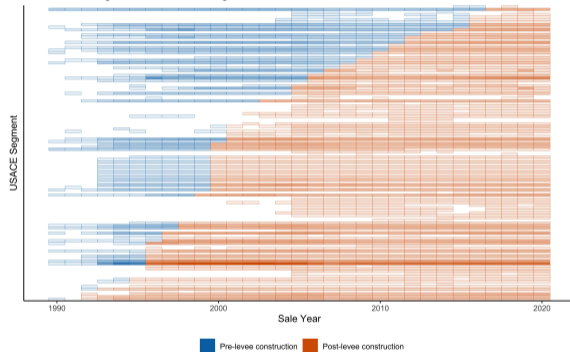 USACE Segment
1990
2000
2010
2020
Sale Year
Pre-levee construction
Post-levee construction